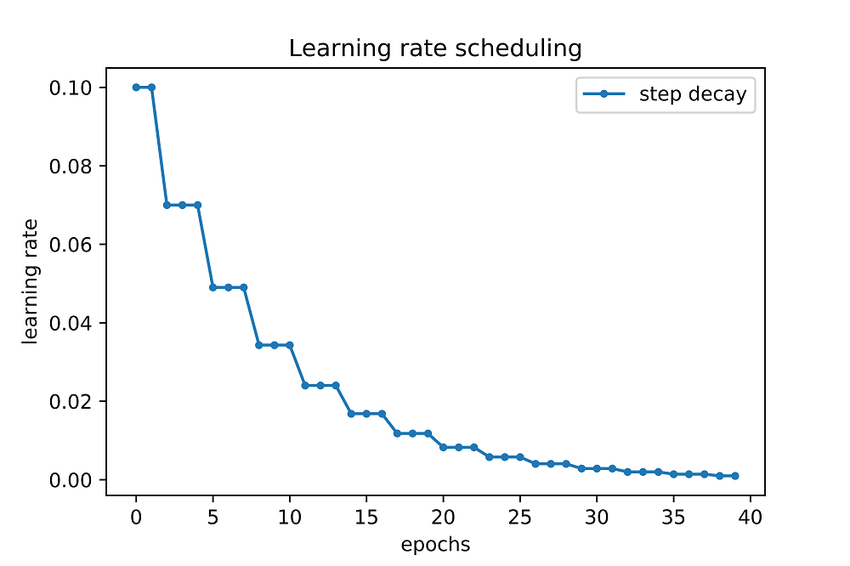 Learning rate scheduling
step decay
0.10
0.08
0.06
0.04
0.02
0.00
learning rate
0 5 10 15 20 25 30 35 40
epochs